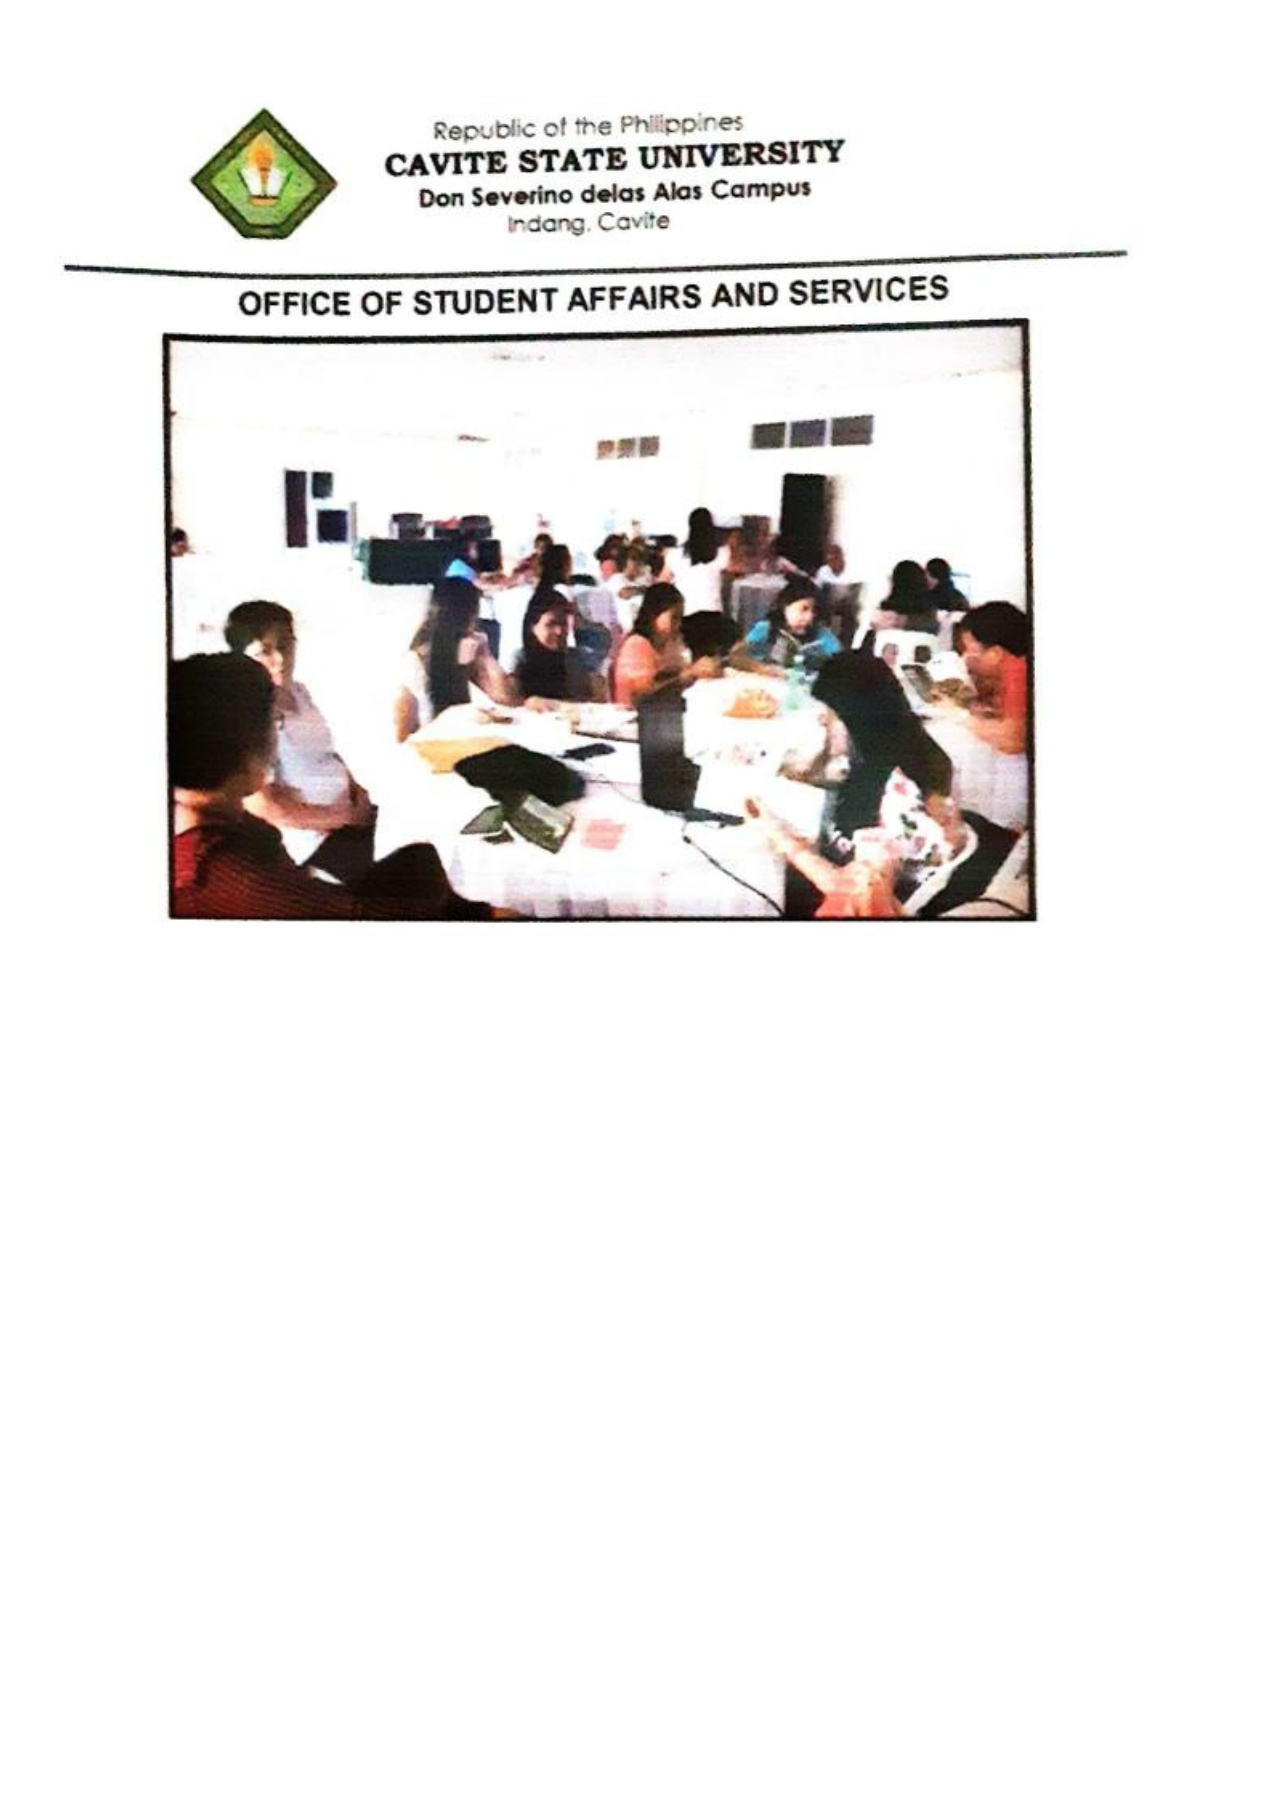 Republic of the Philippines
CAVITE STATE UNIVERSITY
Don Severino delas Alas Campus
Indang, Cavite
OFFICE OF STUDENT AFFAIRS AND SERVICES